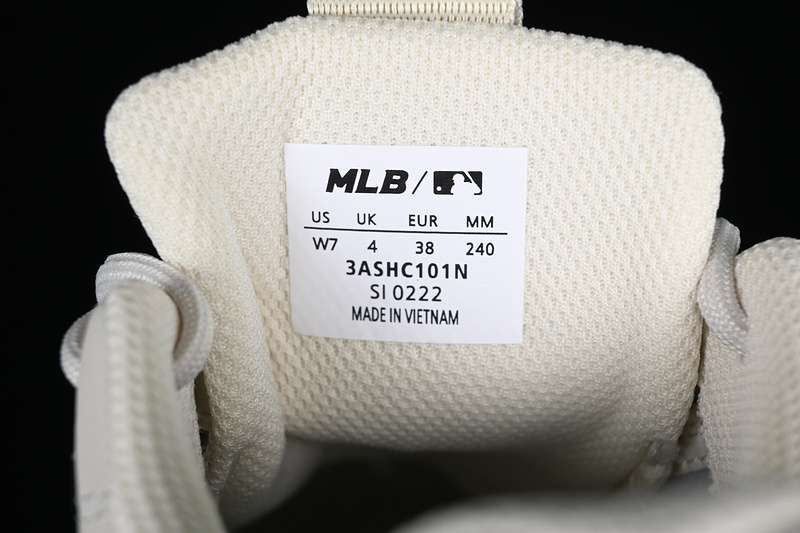 MLB /
US UK EUR MM
W7 4 38 240
3ASHC101N
SI 0222
MADE IN VIETNAM